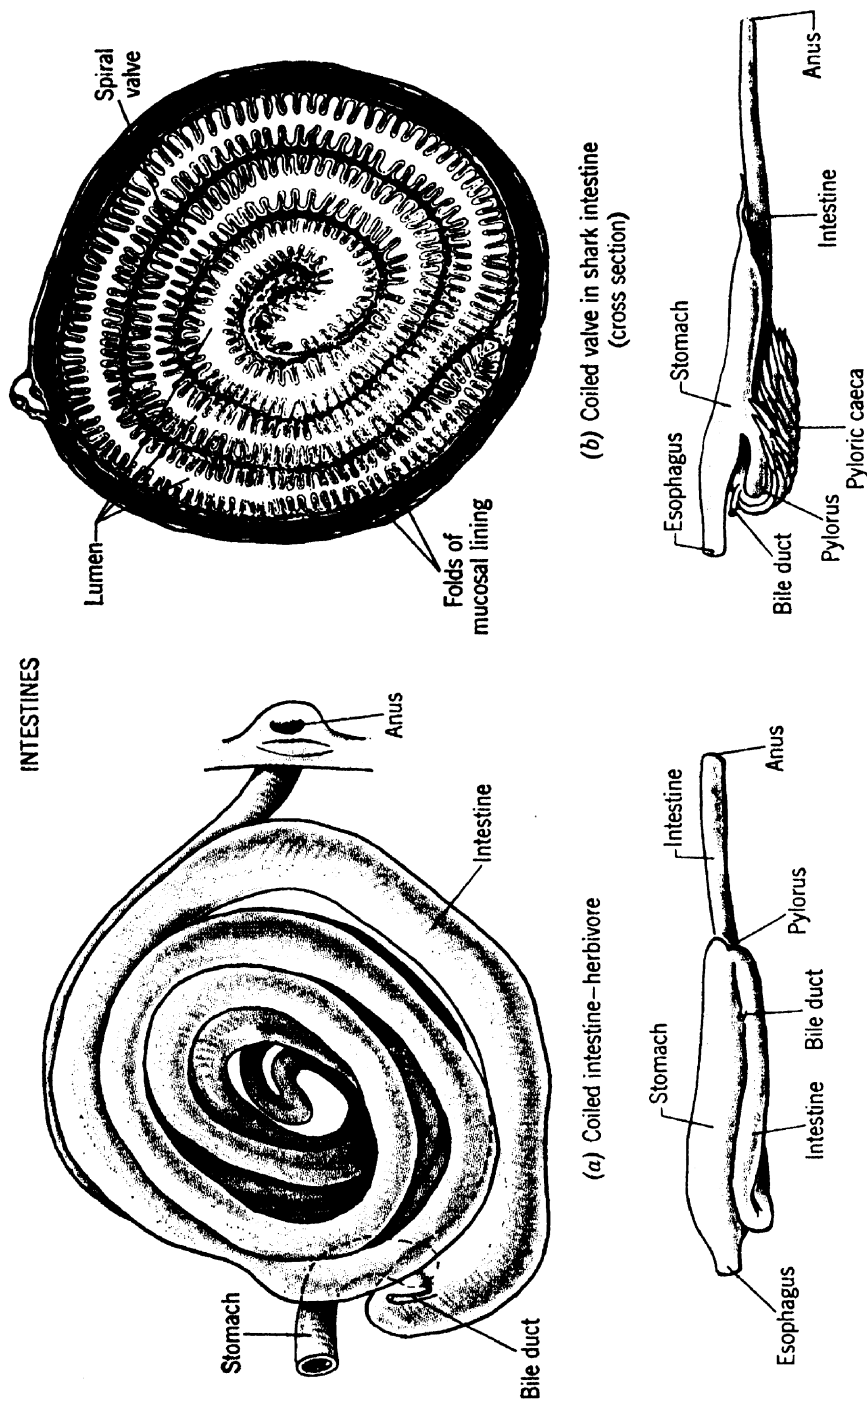 INTESTINES
Stomach
Bile duct
Intestine
Anus
(a) Coiled intestine–herbivore
Lumen
Spiral
valve
Folds of
mucosal lining
(b) Coiled valve in shark intestine
(cross section)
Esophagus
Stomach
Intestine
Bile duct
Pylorus
Intestine
Anus
Esophagus
Stomach
Bile duct
Pylorus
Pyloric caeca
Intestine
Anus